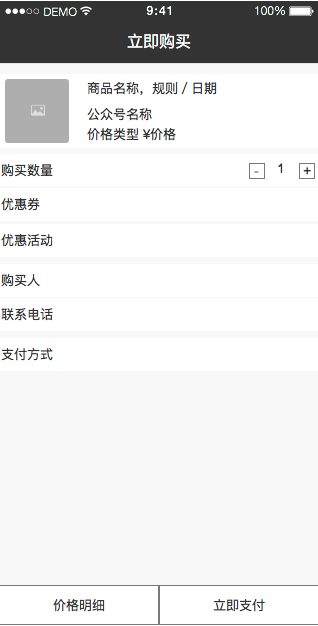 DEMO 9:41 100%
立即购买
商品名称，规则 / 日期
公众号名称
价格类型 ¥价格
购买数量 - 1 +
优惠券
优惠活动
购买人
联系电话
支付方式
价格明细 立即支付